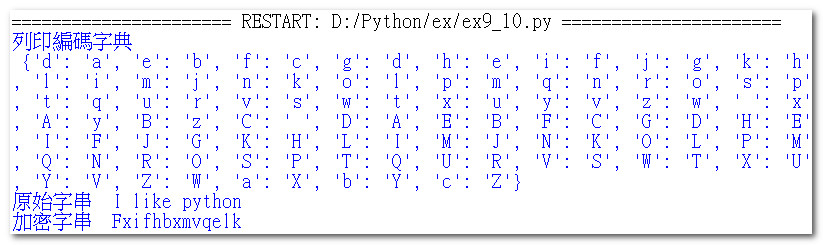 ====================== RESTART: D:/Python/ex/ex9_10.py ======================
列印編碼字典
 {'d': 'a', 'e': 'b', 'f': 'c', 'g': 'd', 'h': 'e', 'i': 'f', 'j': 'g', 'k': 'h'
, 'l': 'i', 'm': 'j', 'n': 'k', 'o': 'l', 'p': 'm', 'q': 'n', 'r': 'o', 's': 'p'
, 't': 'q', 'u': 'r', 'v': 's', 'w': 't', 'x': 'u', 'y': 'v', 'z': 'w', ' ': 'x'
, 'A': 'y', 'B': 'z', 'C': ' ', 'D': 'A', 'E': 'B', 'F': 'C', 'G': 'D', 'H': 'E'
, 'I': 'F', 'J': 'G', 'K': 'H', 'L': 'I', 'M': 'J', 'N': 'K', 'O': 'L', 'P': 'M'
, 'Q': 'N', 'R': 'O', 'S': 'P', 'T': 'Q', 'U': 'R', 'V': 'S', 'W': 'T', 'X': 'U'
, 'Y': 'V', 'Z': 'W', 'a': 'X', 'b': 'Y', 'c': 'Z'}
原始字串  I like python
加密字串  Fxifhbxmvqelk